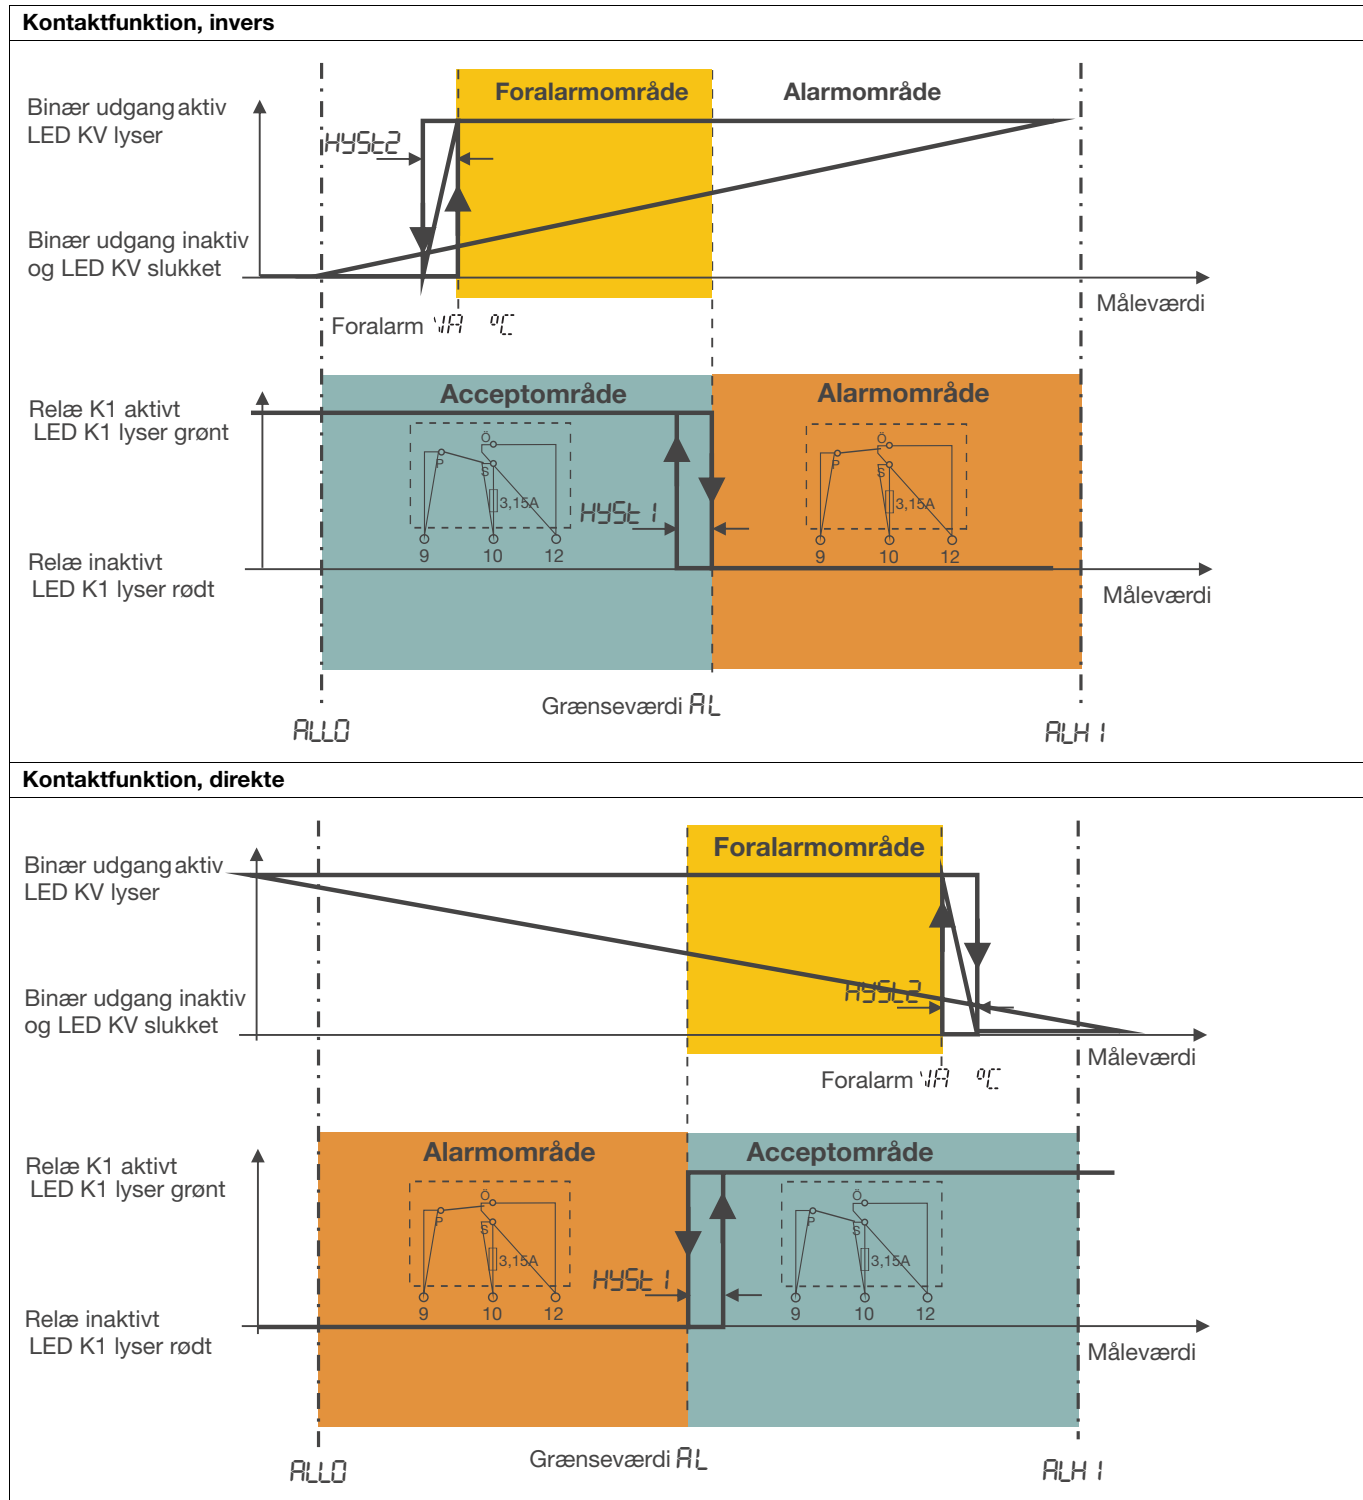 Kontaktfunktion, invers
Foralarmområde
Alarmområde
Binær udgang aktiv
LED KV lyser
HYSt2
Binær udgang inaktiv
og LED KV slukket
Måleværdi
Foralarm VA °C
Acceptområde
Alarmområde
Relæ K1 aktivt
LED K1 lyser grønt
Ö
P
S
3,15A
9 10 12
Ö
P
S
3,15A
9 10 12
HYSt 1
Relæ inaktivt
LED K1 lyser rødt
Måleværdi
Grænseværdi AL
ALLO
ALHI
Kontaktfunktion, direkte
Foralarmområde
Binær udgang aktiv
LED KV lyser
HYSt2
Binær udgang inaktiv
og LED KV slukket
Måleværdi
Foralarm VA °C
Alarmområde
Acceptområde
Relæ K1 aktivt
LED K1 lyser grønt
Ö
P
S
3,15A
9 10 12
Ö
P
S
3,15A
9 10 12
HYSt 1
Relæ inaktivt
LED K1 lyser rødt
Måleværdi
Grænseværdi AL
ALLO
ALHI